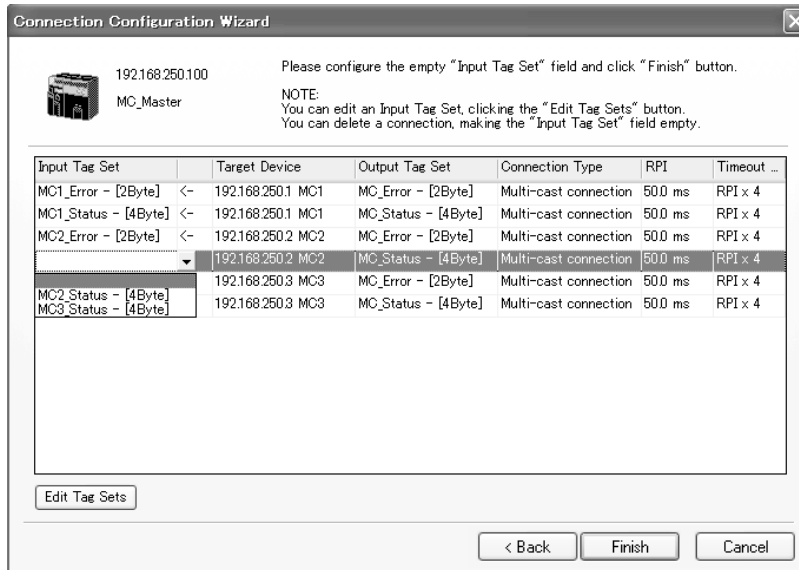 Connection Configuration Wizard
192.168.250.100
MC_Master
Please configure the empty "Input Tag Set" field and click "Finish" button.
NOTE:
You can edit an Input Tag Set, clicking the "Edit Tag Sets" button.
You can delete a connection, making the "Input Tag Set" field empty.
Input Tag Set Target Device Output Tag Set Connection Type RPI Timeout ...
MC1_Error - [2Byte] <- 192.168.250.1 MC1 MC_Error - [2Byte] Multi-cast connection 50.0 ms RPI x 4
MC1_Status - [4Byte] <- 192.168.250.1 MC1 MC_Status - [4Byte] Multi-cast connection 50.0 ms RPI x 4
MC2_Error - [2Byte] <- 192.168.250.2 MC2 MC_Error - [2Byte] Multi-cast connection 50.0 ms RPI x 4
192.168.250.2 MC2 MC_Status - [4Byte] Multi-cast connection 50.0 ms RPI x 4
192.168.250.3 MC3 MC_Error - [2Byte] Multi-cast connection 50.0 ms RPI x 4
MC2_Status - [4Byte]
MC3_Status - [4Byte]
192.168.250.3 MC3 MC_Status - [4Byte] Multi-cast connection 50.0 ms RPI x 4
Edit Tag Sets
< Back Finish Cancel